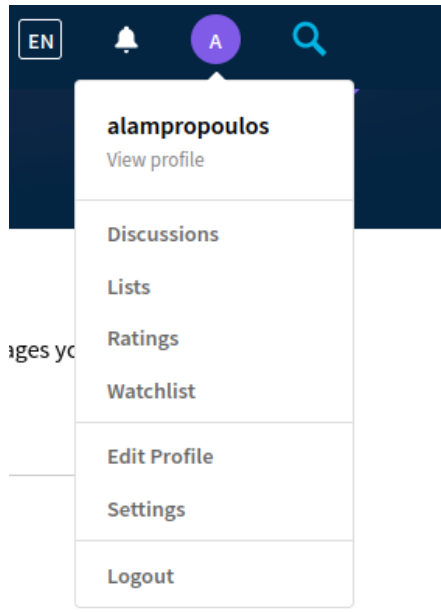 EN
A
alampropoulos
View profile
Discussions
Lists
Ratings
ages yo
Watchlist
Edit Profile
Settings
Logout